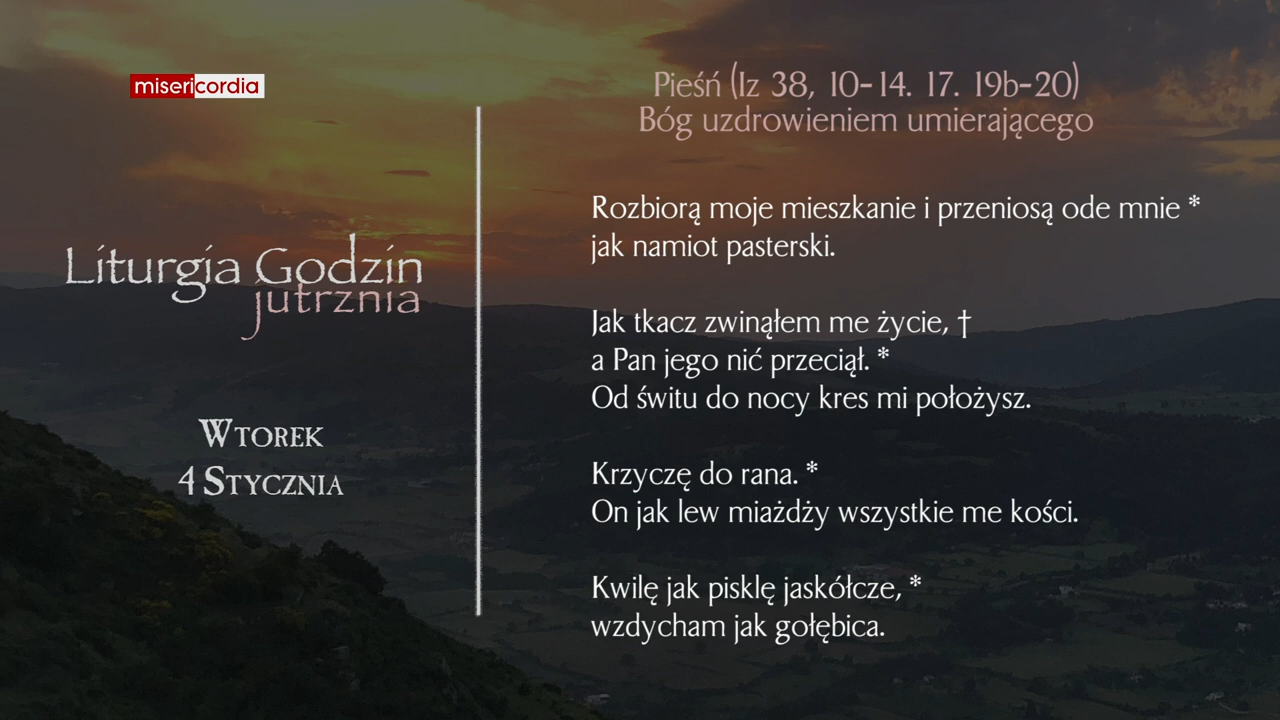 misericordia
Liturgia Godzin
jutrznia
Wtorek
4 Stycznia
Pieśń (Iz 38, 10-14. 17. 19b-20)
Bóg uzdrowieniem umierającego
Rozbiorą moje mieszkanie i przeniosą ode mnie *
jak namiot pasterski.
Jak tkacz zwinąłem me życie, †
a Pan jego nić przeciął. *
Od świtu do nocy kres mi położysz.
Krzyczę do rana. *
On jak lew miażdży wszystkie me kości.
Kwilę jak pisklę jaskółcze, *
wzdycham jak gołębica.